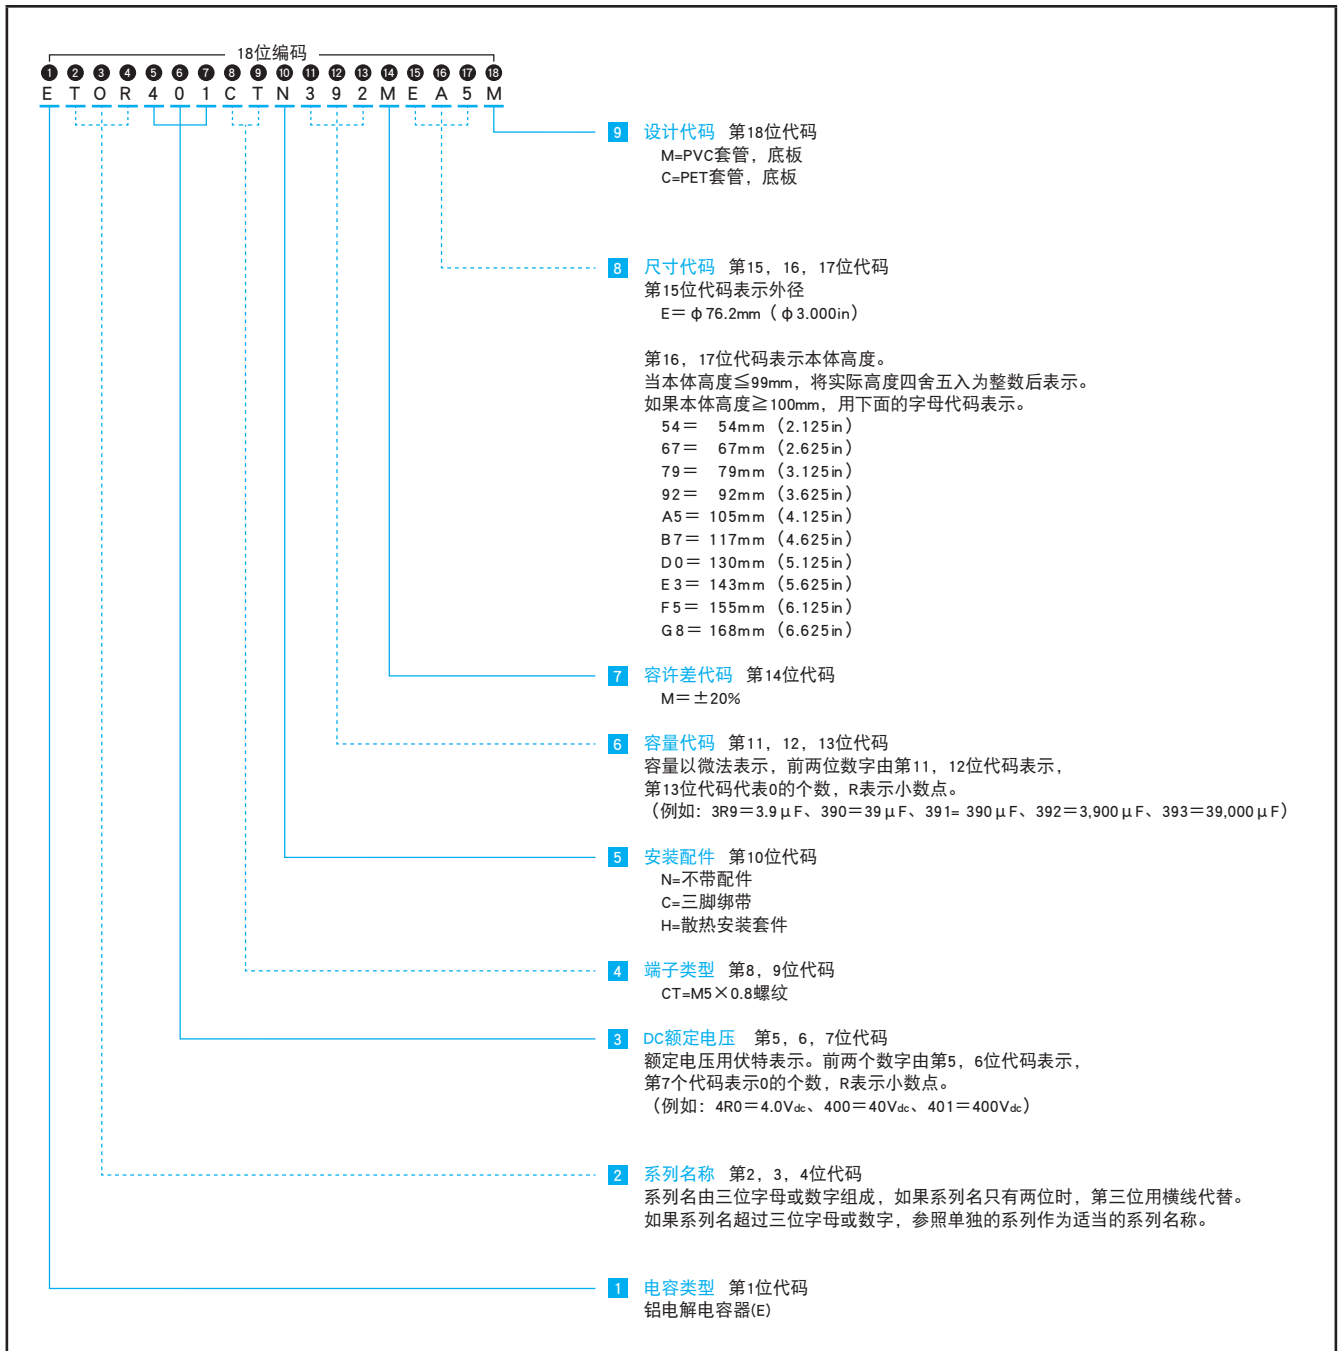 18位编码
1 2 3 4 5 6 7 8 9 10 11 12 13 14 15 16 17 18
E T O R 4 0 1 C T N 3 9 2 M E A 5 M
9 设计代码 第18位代码
M=PVC套管，底板
C=PET套管，底板
8 尺寸代码 第15，16，17位代码
第15位代码表示外径
E＝ϕ76.2mm（ϕ3.000in）
第16，17位代码表示本体高度。
当本体高度≦99mm，将实际高度四舍五入为整数后表示。
如果本体高度≧100mm，用下面的字母代码表示。
54＝ 54mm（2.125in）
67＝ 67mm（2.625in）
79＝ 79mm（3.125in）
92＝ 92mm（3.625in）
A5＝ 105mm（4.125in）
B7＝ 117mm（4.625in）
D0＝ 130mm（5.125in）
E3＝ 143mm（5.625in）
F5＝ 155mm（6.125in）
G8＝ 168mm（6.625in）
7 容许差代码 第14位代码
M＝±20%
6 容量代码 第11，12，13位代码
容量以微法表示，前两位数字由第11，12位代码表示，
第13位代码代表0的个数，R表示小数点。
（例如：3R9＝3.9μF、390＝39μF、391= 390μF、392＝3,900μF、393＝39,000μF）
5 安装配件 第10位代码
N=不带配件
C=三脚绑带
H=散热安装套件
4 端子类型 第8，9位代码
CT=M5×0.8螺纹
3 DC额定电压 第5，6，7位代码
额定电压用伏特表示。前两个数字由第5，6位代码表示，
第7个代码表示0的个数，R表示小数点。
（例如：4R0＝4.0Vdc、400＝40Vdc、401＝400Vdc）
2 系列名称 第2，3，4位代码
系列名由三位字母或数字组成，如果系列名只有两位时，第三位用横线代替。
如果系列名超过三位字母或数字，参照单独的系列作为适当的系列名称。
1 电容类型 第1位代码
铝电解电容器(E)